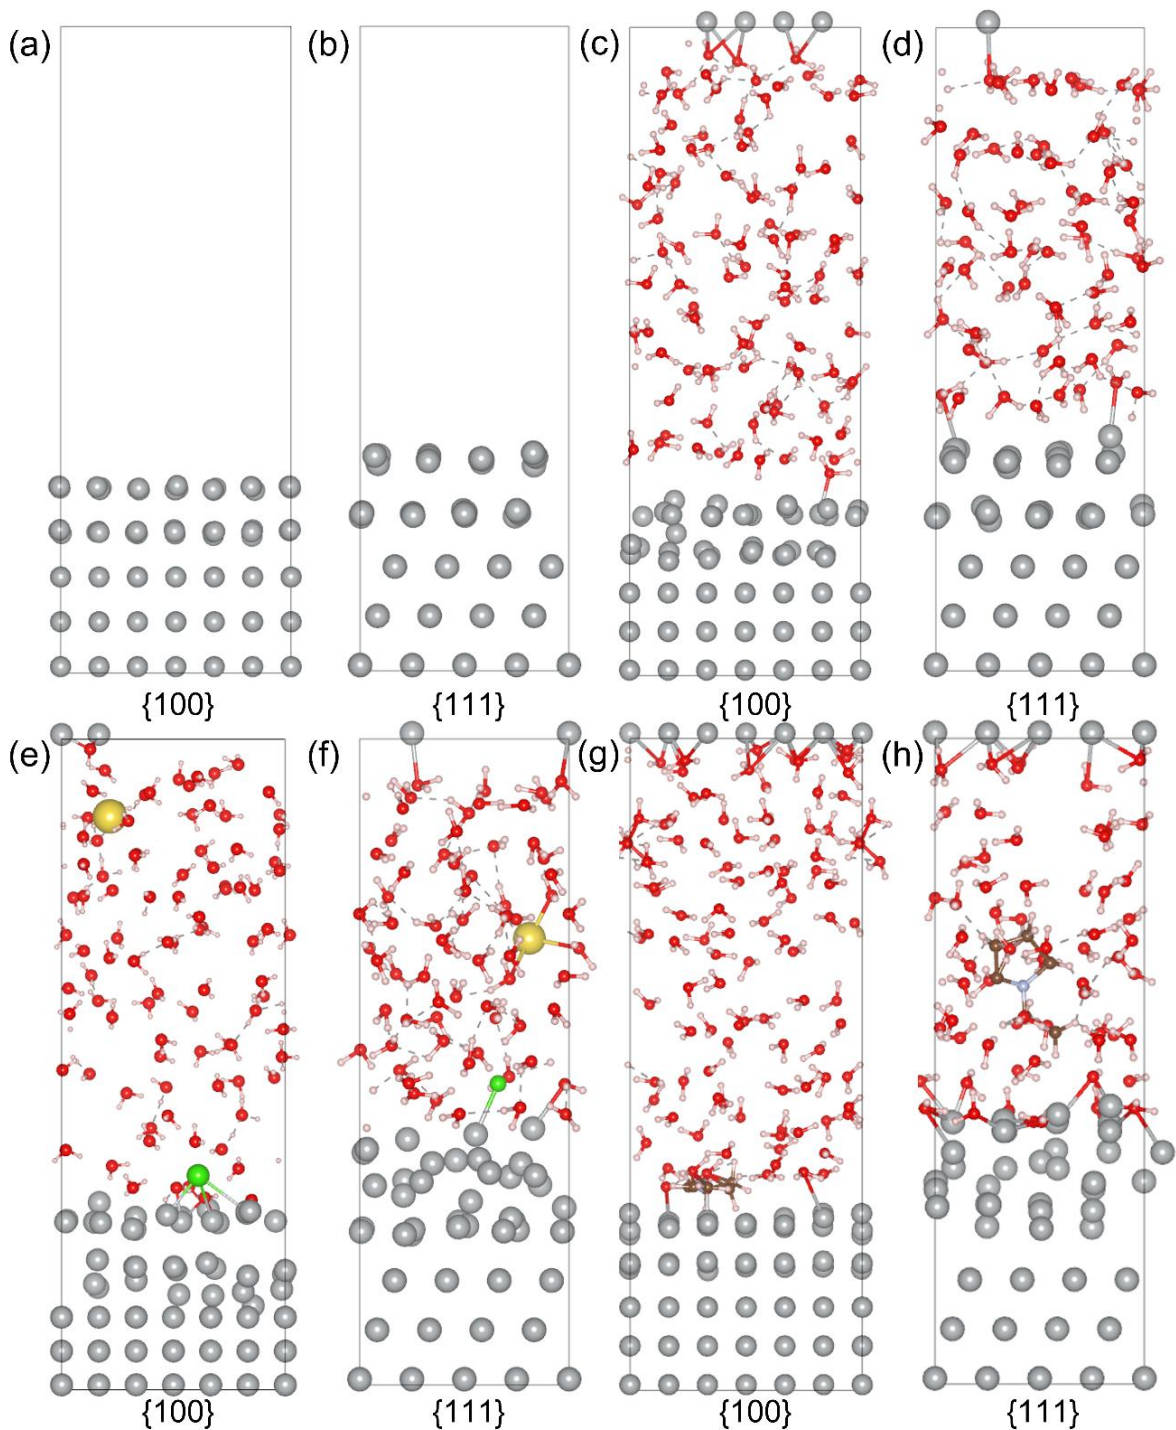 (a) (b) (c) (d)
{100} {111} {100} {111}
(e) (f) (g) (h)
{100} {111} {100} {111}